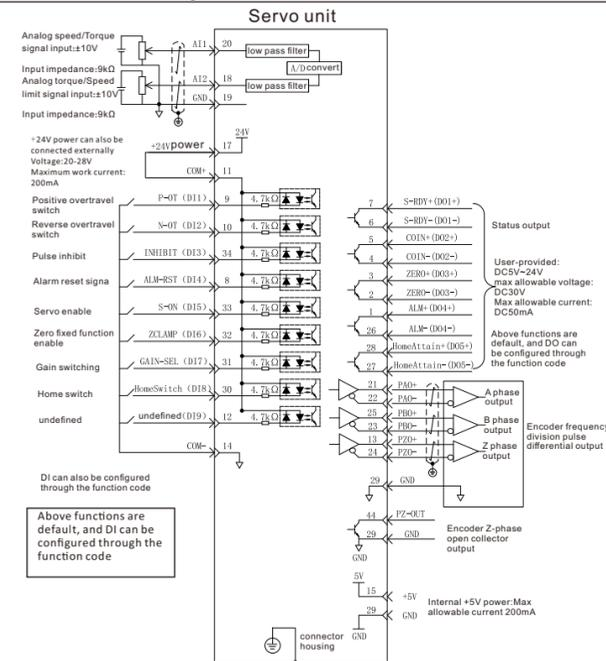 Servo unit
Analog speed/Torque
signal input:±10V
Input impedance:9kΩ
Analog torque/Speed
limit signal input:±10V
Input impedance:9kΩ
AI1
20
low pass filter
A/D convert
AI2
18
low pass filter
GND
19
+24V power can also be
connected externally
Voltage:20-28V
Maximum work current:
200mA
+24Vpower
17
24V
COM+
11
Positive overtravel
switch
P-OT (DI1)
9
4.7kΩ
Reverse overtravel
switch
N-OT (DI2)
10
4.7kΩ
Pulse inhibit
INHIBIT (DI3)
34
4.7kΩ
Alarm reset signa
ALM-RST (DI4)
8
4.7kΩ
Servo enable
S-ON (DI5)
33
4.7kΩ
Zero fixed function
enable
ZCLAMP (DI6)
32
4.7kΩ
Gain switching
GAIN-SEL (DI7)
31
4.7kΩ
Home switch
HomeSwitch (DI8)
30
4.7kΩ
undefined
undefined(DI9)
12
4.7kΩ
COM-
14
DI can also be configured
through the function code
Above functions are
default, and DI can be
configured through the
function code
7
S-RDY+(DO1+)
6
S-RDY-(DO1-)
5
COIN+(DO2+)
4
COIN-(DO2-)
3
ZERO+(DO3+)
2
ZERO-(DO3-)
1
ALM+(DO4+)
26
ALM-(DO4-)
28
HomeAttain+(DO5+)
27
HomeAttain-(DO5-)
Status output
User-provided:
DC5V~24V
max allowable voltage:
DC30V
Max allowable current:
DC50mA
Above functions are
default, and DO can
be configured through
the function code
21
PAO+
22
PAO-
A phase
output
25
PBO+
23
PBO-
B phase
output
13
PZO+
24
PZO-
Z phase
output
Encoder frequency
division pulse
differential output
29
GND
44
PZ-OUT
29
GND
GND
Encoder Z-phase
open collector
output
5V
15
+5V
29
GND
GND
Internal +5V power:Max
allowable current 200mA
connector
housing